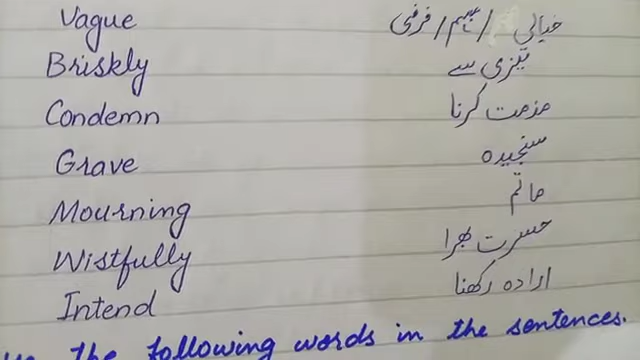 Vague خیالی / مبہم / فرضی
Briskly تیزی سے
Condemn مذمت کرنا
Grave سنجیدہ
Mourning ماتم
Wistfully حسرت بھرا
Intend ارادہ رکھنا
the following words in the sentences.